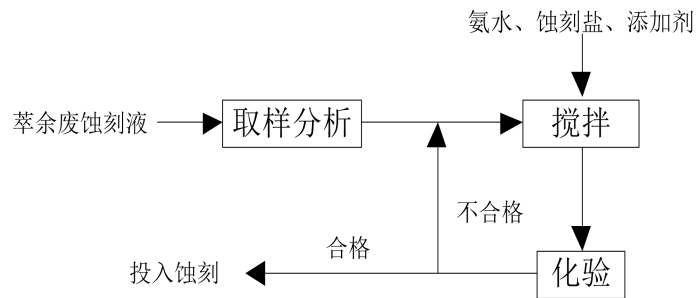 氨水、蚀刻盐、添加剂
萃余废蚀刻液
取样分析
搅拌
不合格
合格
投入蚀刻
化验